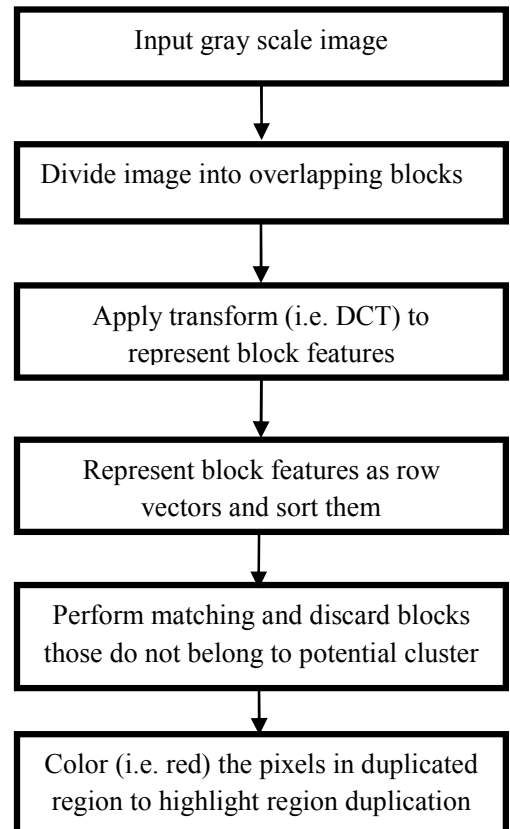 Input gray scale image
Divide image into overlapping blocks
Apply transform (i.e. DCT) to
represent block features
Represent block features as row
vectors and sort them
Perform matching and discard blocks
those do not belong to potential cluster
Color (i.e. red) the pixels in duplicated
region to highlight region duplication